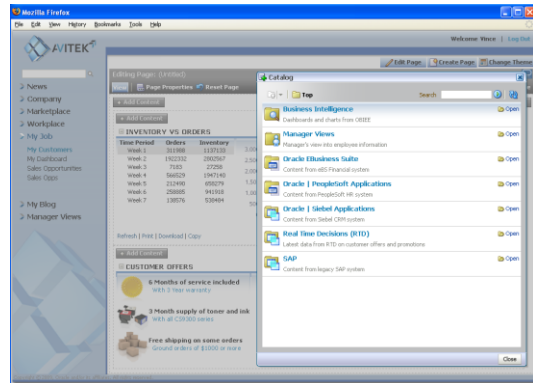 Mozilla Firefox
File Edit View History Bookmarks Tools Help
AVITEK
Welcome Vince | Log Out
Edit Page Create Page Change Theme
News
Company
Marketplace
Workplace
My Job
My Customers
My Dashboard
Sales Opportunities
Sales Opps
My Blog
Manager Views
Editing Page: (Untitled)
View Page Properties Reset Page
Add Content
Add Content
INVENTORY VS ORDERS
Time Period Orders Inventory
Week 1
Week 2 1922332 2802567
Week 3 7183 27258
Week 4 566529 1947140
Week 5 212490 658279
Week 6 258085 941918
Week 7 138576 538484
Refresh | Print | Download | Copy
Add Content
CUSTOMER OFFERS
6 Months of service included
With 3 Year warranty
3 Month supply of toner and ink
With all CS9360 series
Free shipping on some orders
Ground orders of $1000 or more
Catalog
Top Search
Business Intelligence Open
Dashboards and charts from OBIEE
Manager Views Open
Manager's view into employee information
Oracle EBusiness Suite Open
Content from eBS Financial system
Oracle | PeopleSoft Applications Open
Content from PeopleSoft HR system
Oracle | Siebel Applications Open
Content from Siebel CRM system
Real Time Decisions (RTD) Open
Latest data from RTD on customer offers and promotions
SAP Open
Content from legacy SAP system
Close